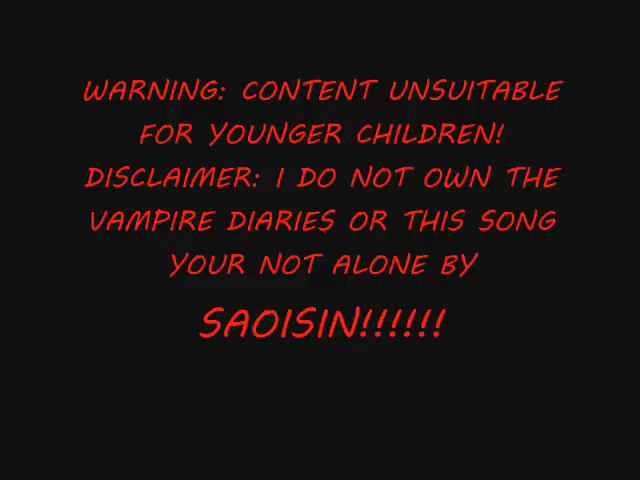 WARNING: CONTENT UNSUITABLE
FOR YOUNGER CHILDREN!
DISCLAIMER: I DO NOT OWN THE
VAMPIRE DIARIES OR THIS SONG
YOUR NOT ALONE BY
SAOISIN!!!!!!